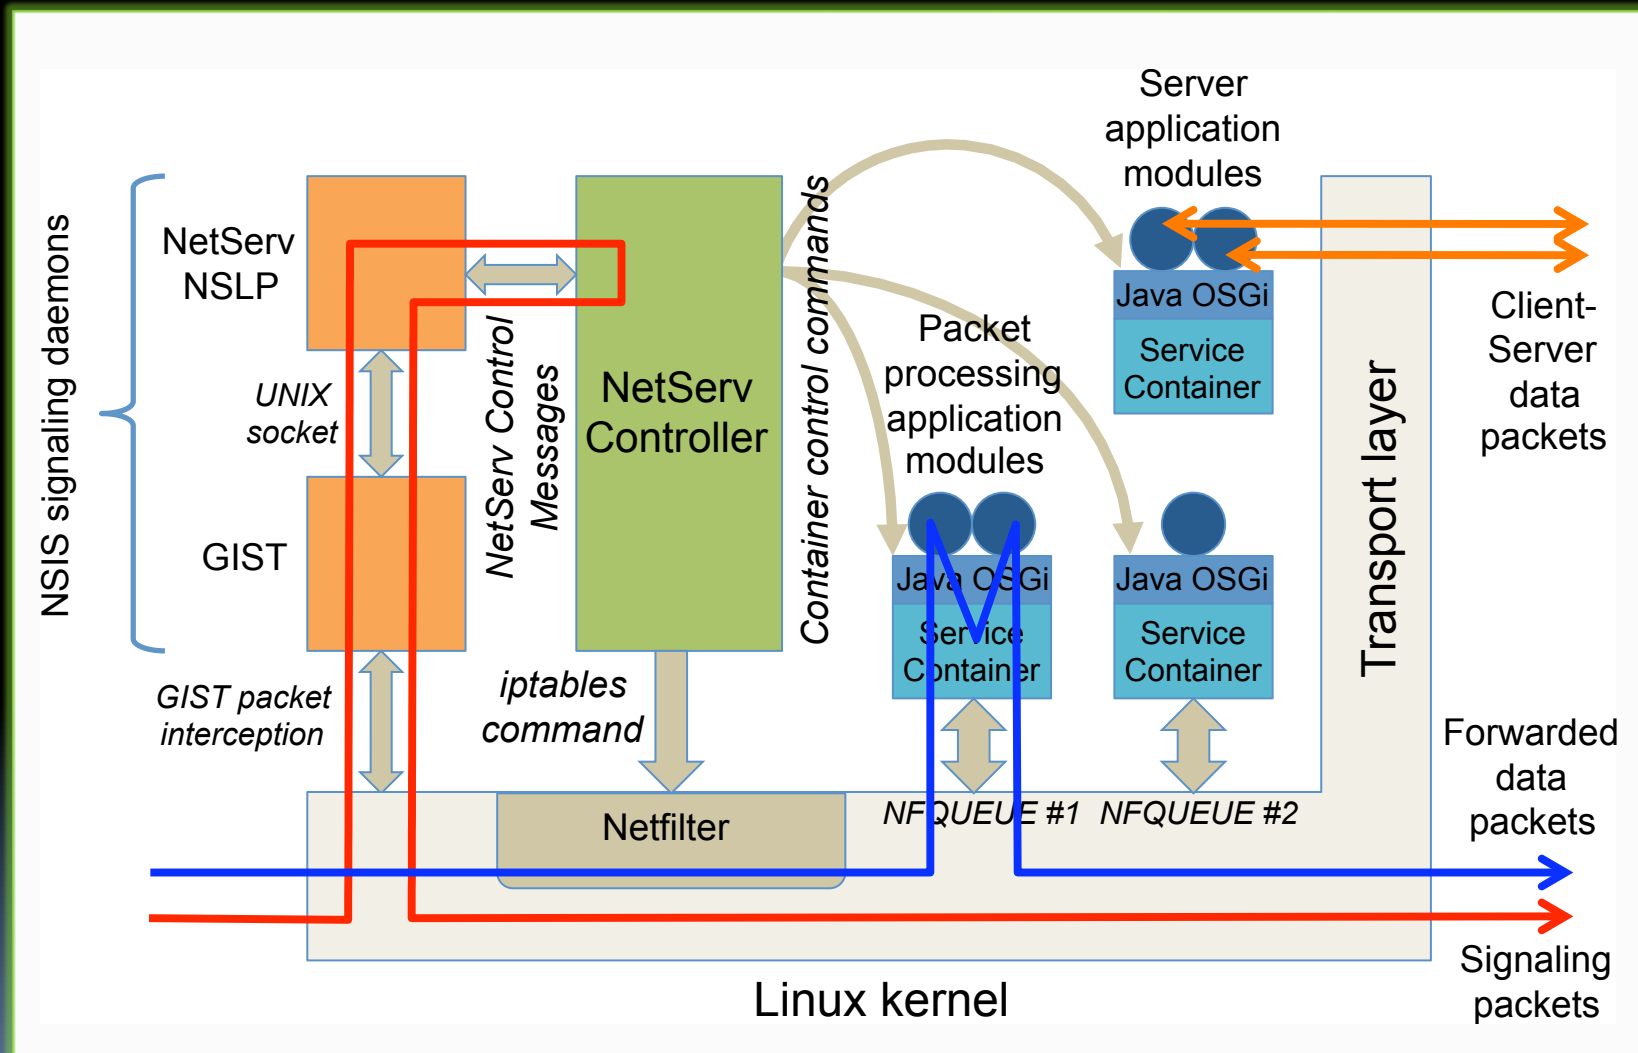 Server
application
modules
NSIS signaling daemons
NetServ
NSLP
UNIX
socket
GIST
GIST packet
interception
NetServ Control
Messages
NetServ
Controller
iptables
command
Container control commands
Packet
processing
application
modules
Java OSGi
Service
Container
Java OSGi
Service
Container
Java OSGi
Service
Container
Transport layer
Client-
Server
data
packets
Netfilter
NFQUEUE #1
NFQUEUE #2
Forwarded
data
packets
Signaling
packets
Linux kernel